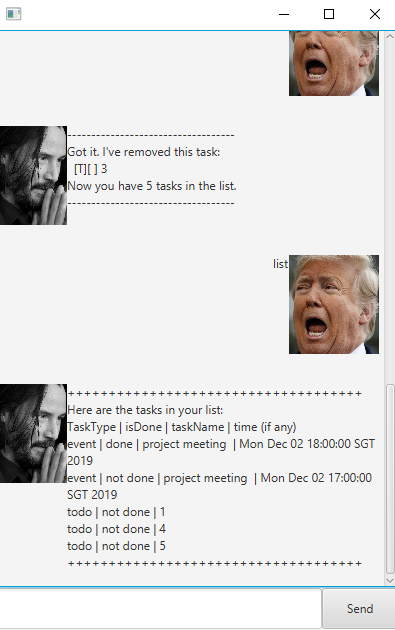 -----------------------------------
Got it. I've removed this task:
[T][ ] 3
Now you have 5 tasks in the list.
-----------------------------------
list
++++++++++++++++++++++++++++++++++++
Here are the tasks in your list:
TaskType | isDone | taskName | time (if any)
event | done | project meeting | Mon Dec 02 18:00:00 SGT
2019
event | not done | project meeting | Mon Dec 02 17:00:00
SGT 2019
todo | not done | 1
todo | not done | 4
todo | not done | 5
++++++++++++++++++++++++++++++++++++
Send